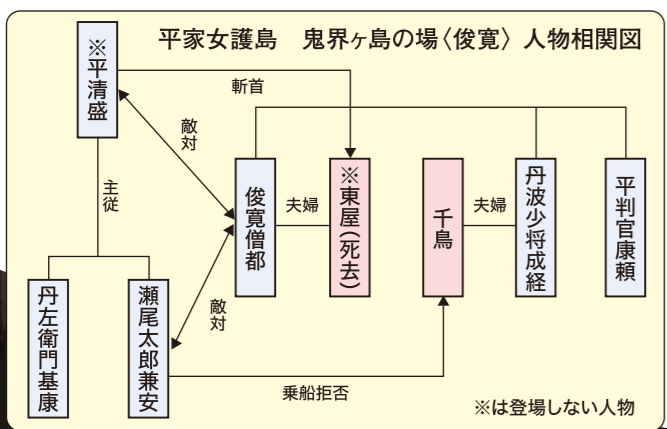 平家女護島　鬼界ヶ島の場〈俊寛〉人物相関図
※平清盛
斬首
敵対
主従
俊寛僧都
夫婦
※東屋(死去)
千鳥
夫婦
丹波少将成経
平判官康頼
丹左衛門基康
瀬尾太郎兼安
敵対
乗船拒否
※は登場しない人物